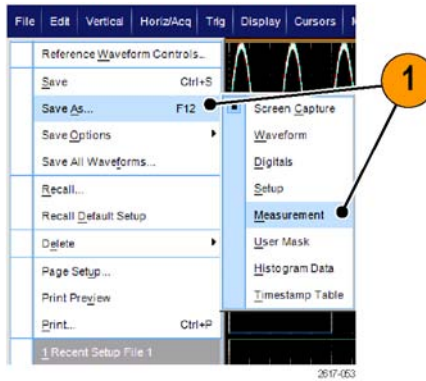 File Edit Vertical Horiz/Acq Trig Display Cursors
Reference Waveform Controls...
Save Ctrl+S
Save As... F12
Save Options
Save All Waveforms...
Recall...
Recall Default Setup
Delete
Page Setup...
Print Preview
Print... Ctrl+P
1 Recent Setup File 1
Screen Capture
Waveform
Digitals
Setup
Measurement
User Mask
Histogram Data
Timestamp Table
1
2617-053